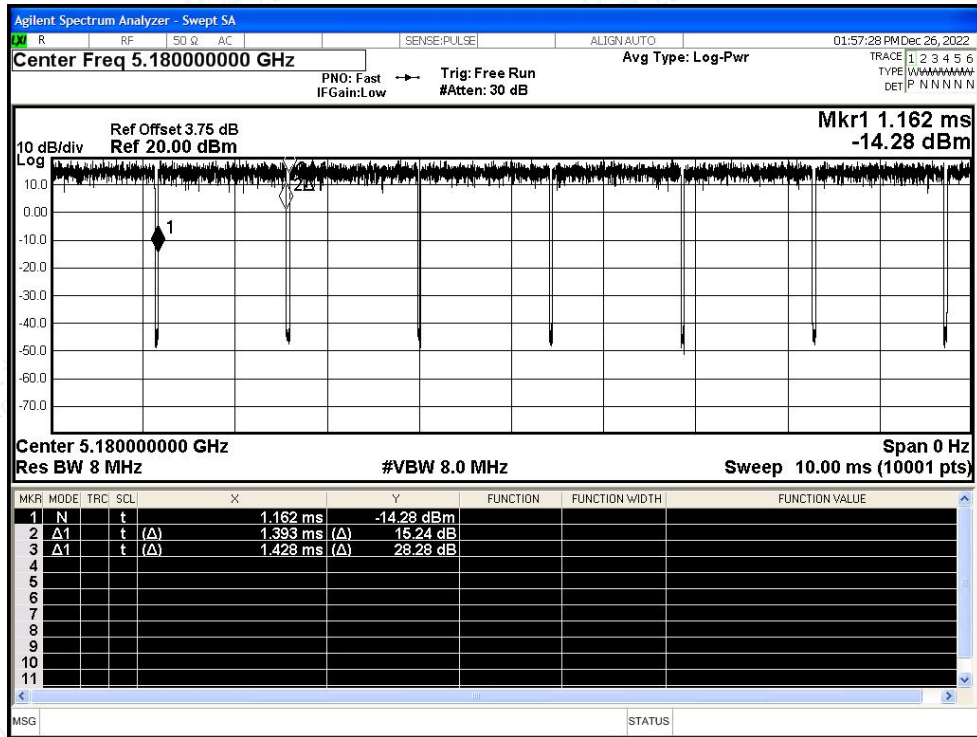 Agilent Spectrum Analyzer - Swept SA
LXI R RF 50 Ω AC SENSE:PULSE ALIGN AUTO 01:57:28 PM Dec 26, 2022
Center Freq 5.180000000 GHz
PNO: Fast
IFGain:Low
Trig: Free Run
#Atten: 30 dB
Avg Type: Log-Pwr
TRACE 1 2 3 4 5 6
TYPE WWWWWW
DET P N N N N N
Mkr1 1.162 ms
-14.28 dBm
Ref Offset 3.75 dB
10 dB/div Ref 20.00 dBm
Log
10.0
0.00
-10.0
-20.0
-30.0
-40.0
-50.0
-60.0
-70.0
1
2Δ1
Center 5.180000000 GHz Span 0 Hz
Res BW 8 MHz #VBW 8.0 MHz Sweep 10.00 ms (10001 pts)
MKR MODE TRC SCL X Y FUNCTION FUNCTION WIDTH FUNCTION VALUE
1 N t 1.162 ms -14.28 dBm
2 Δ1 t (Δ) 1.393 ms (Δ) 15.24 dB
3 Δ1 t (Δ) 1.428 ms (Δ) 28.28 dB
4
5
6
7
8
9
10
11
MSG STATUS